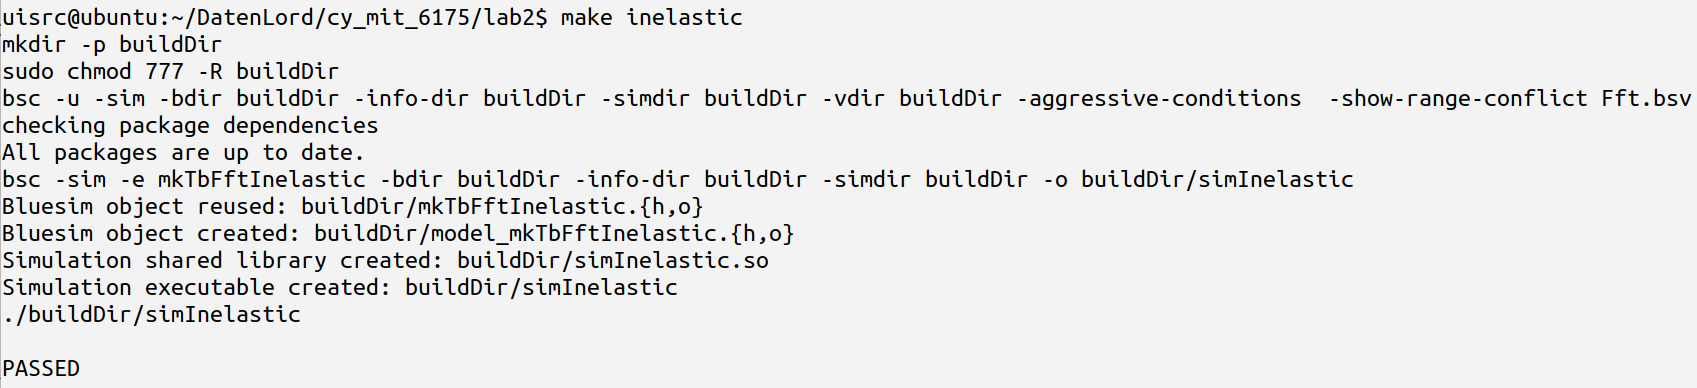 uisrc@ubuntu:~/DatenLord/cy_mit_6175/lab2$ make inelastic
mkdir -p buildDir
sudo chmod 777 -R buildDir
bsc -u -sim -bdir buildDir -info-dir buildDir -simdir buildDir -vdir buildDir -aggressive-conditions  -show-range-conflict Fft.bsv
checking package dependencies
All packages are up to date.
bsc -sim -e mkTbFftInelastic -bdir buildDir -info-dir buildDir -simdir buildDir -o buildDir/simInelastic
Bluesim object reused: buildDir/mkTbFftInelastic.{h,o}
Bluesim object created: buildDir/model_mkTbFftInelastic.{h,o}
Simulation shared library created: buildDir/simInelastic.so
Simulation executable created: buildDir/simInelastic
./buildDir/simInelastic
PASSED